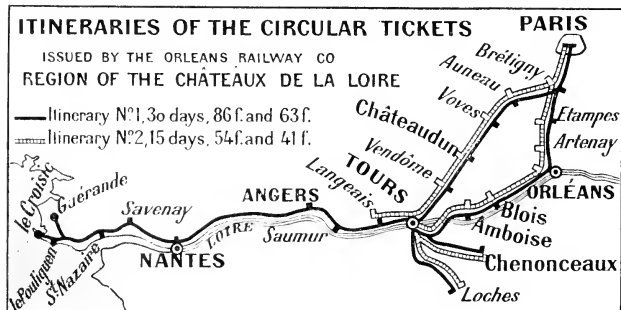 ITINERARIES OF THE CIRCULAR TICKETS
ISSUED BY THE ORLEANS RAILWAY CO
REGION OF THE CHÂTEAUX DE LA LOIRE
Itinerary Nº1, 30 days, 86f. and 63f.
Itinerary Nº2, 15 days, 54f. and 41f.
PARIS
Brétigny
Auneau
Voves
Etampes
Châteaudun
Artenay
Vendôme
TOURS
Langeais
ORLÉANS
Blois
Amboise
Chenonceaux
Loches
ANGERS
Saumur
LOIRE
Savenay
NANTES
Guérande
le Croisic
le Pouliguen
St Nazaire